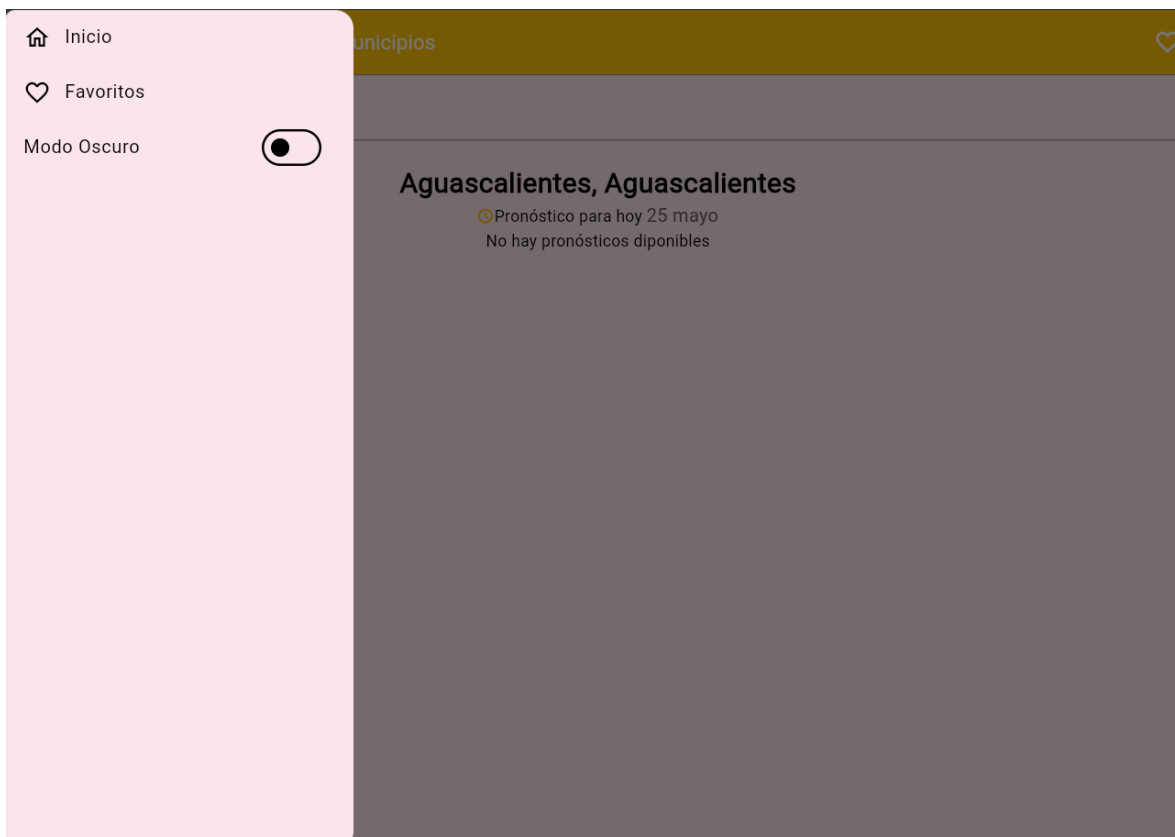 Inicio
Favoritos
Modo Oscuro
unicipios
Aguascalientes, Aguascalientes
Pronóstico para hoy 25 mayo
No hay pronósticos diponibles